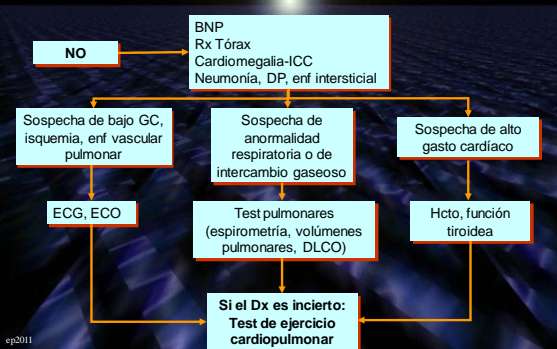 NO
BNP
Rx Tórax
Cardiomegalia-ICC
Neumonía, DP, enf intersticial
Sospecha de bajo GC,
isquemia, enf vascular
pulmonar
Sospecha de
anormalidad
respiratoria o de
intercambio gaseoso
Sospecha de alto
gasto cardíaco
ECG, ECO
Test pulmonares
(espirometría, volúmenes
pulmonares, DLCO)
Hcto, función
tiroidea
Si el Dx es incierto:
Test de ejercicio
cardiopulmonar
ep2011